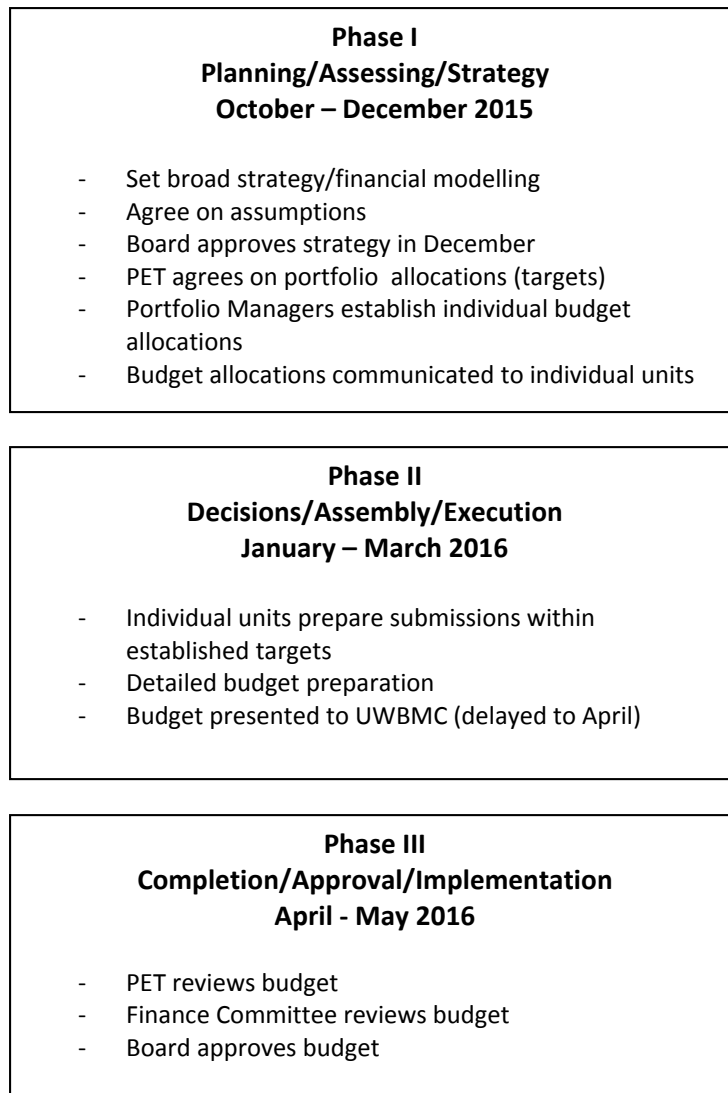 Phase I
Planning/Assessing/Strategy
October – December 2015
- Set broad strategy/financial modelling
- Agree on assumptions
- Board approves strategy in December
- PET agrees on portfolio allocations (targets)
- Portfolio Managers establish individual budget
allocations
- Budget allocations communicated to individual units
Phase II
Decisions/Assembly/Execution
January – March 2016
- Individual units prepare submissions within
established targets
- Detailed budget preparation
- Budget presented to UWBMC (delayed to April)
Phase III
Completion/Approval/Implementation
April - May 2016
- PET reviews budget
- Finance Committee reviews budget
- Board approves budget